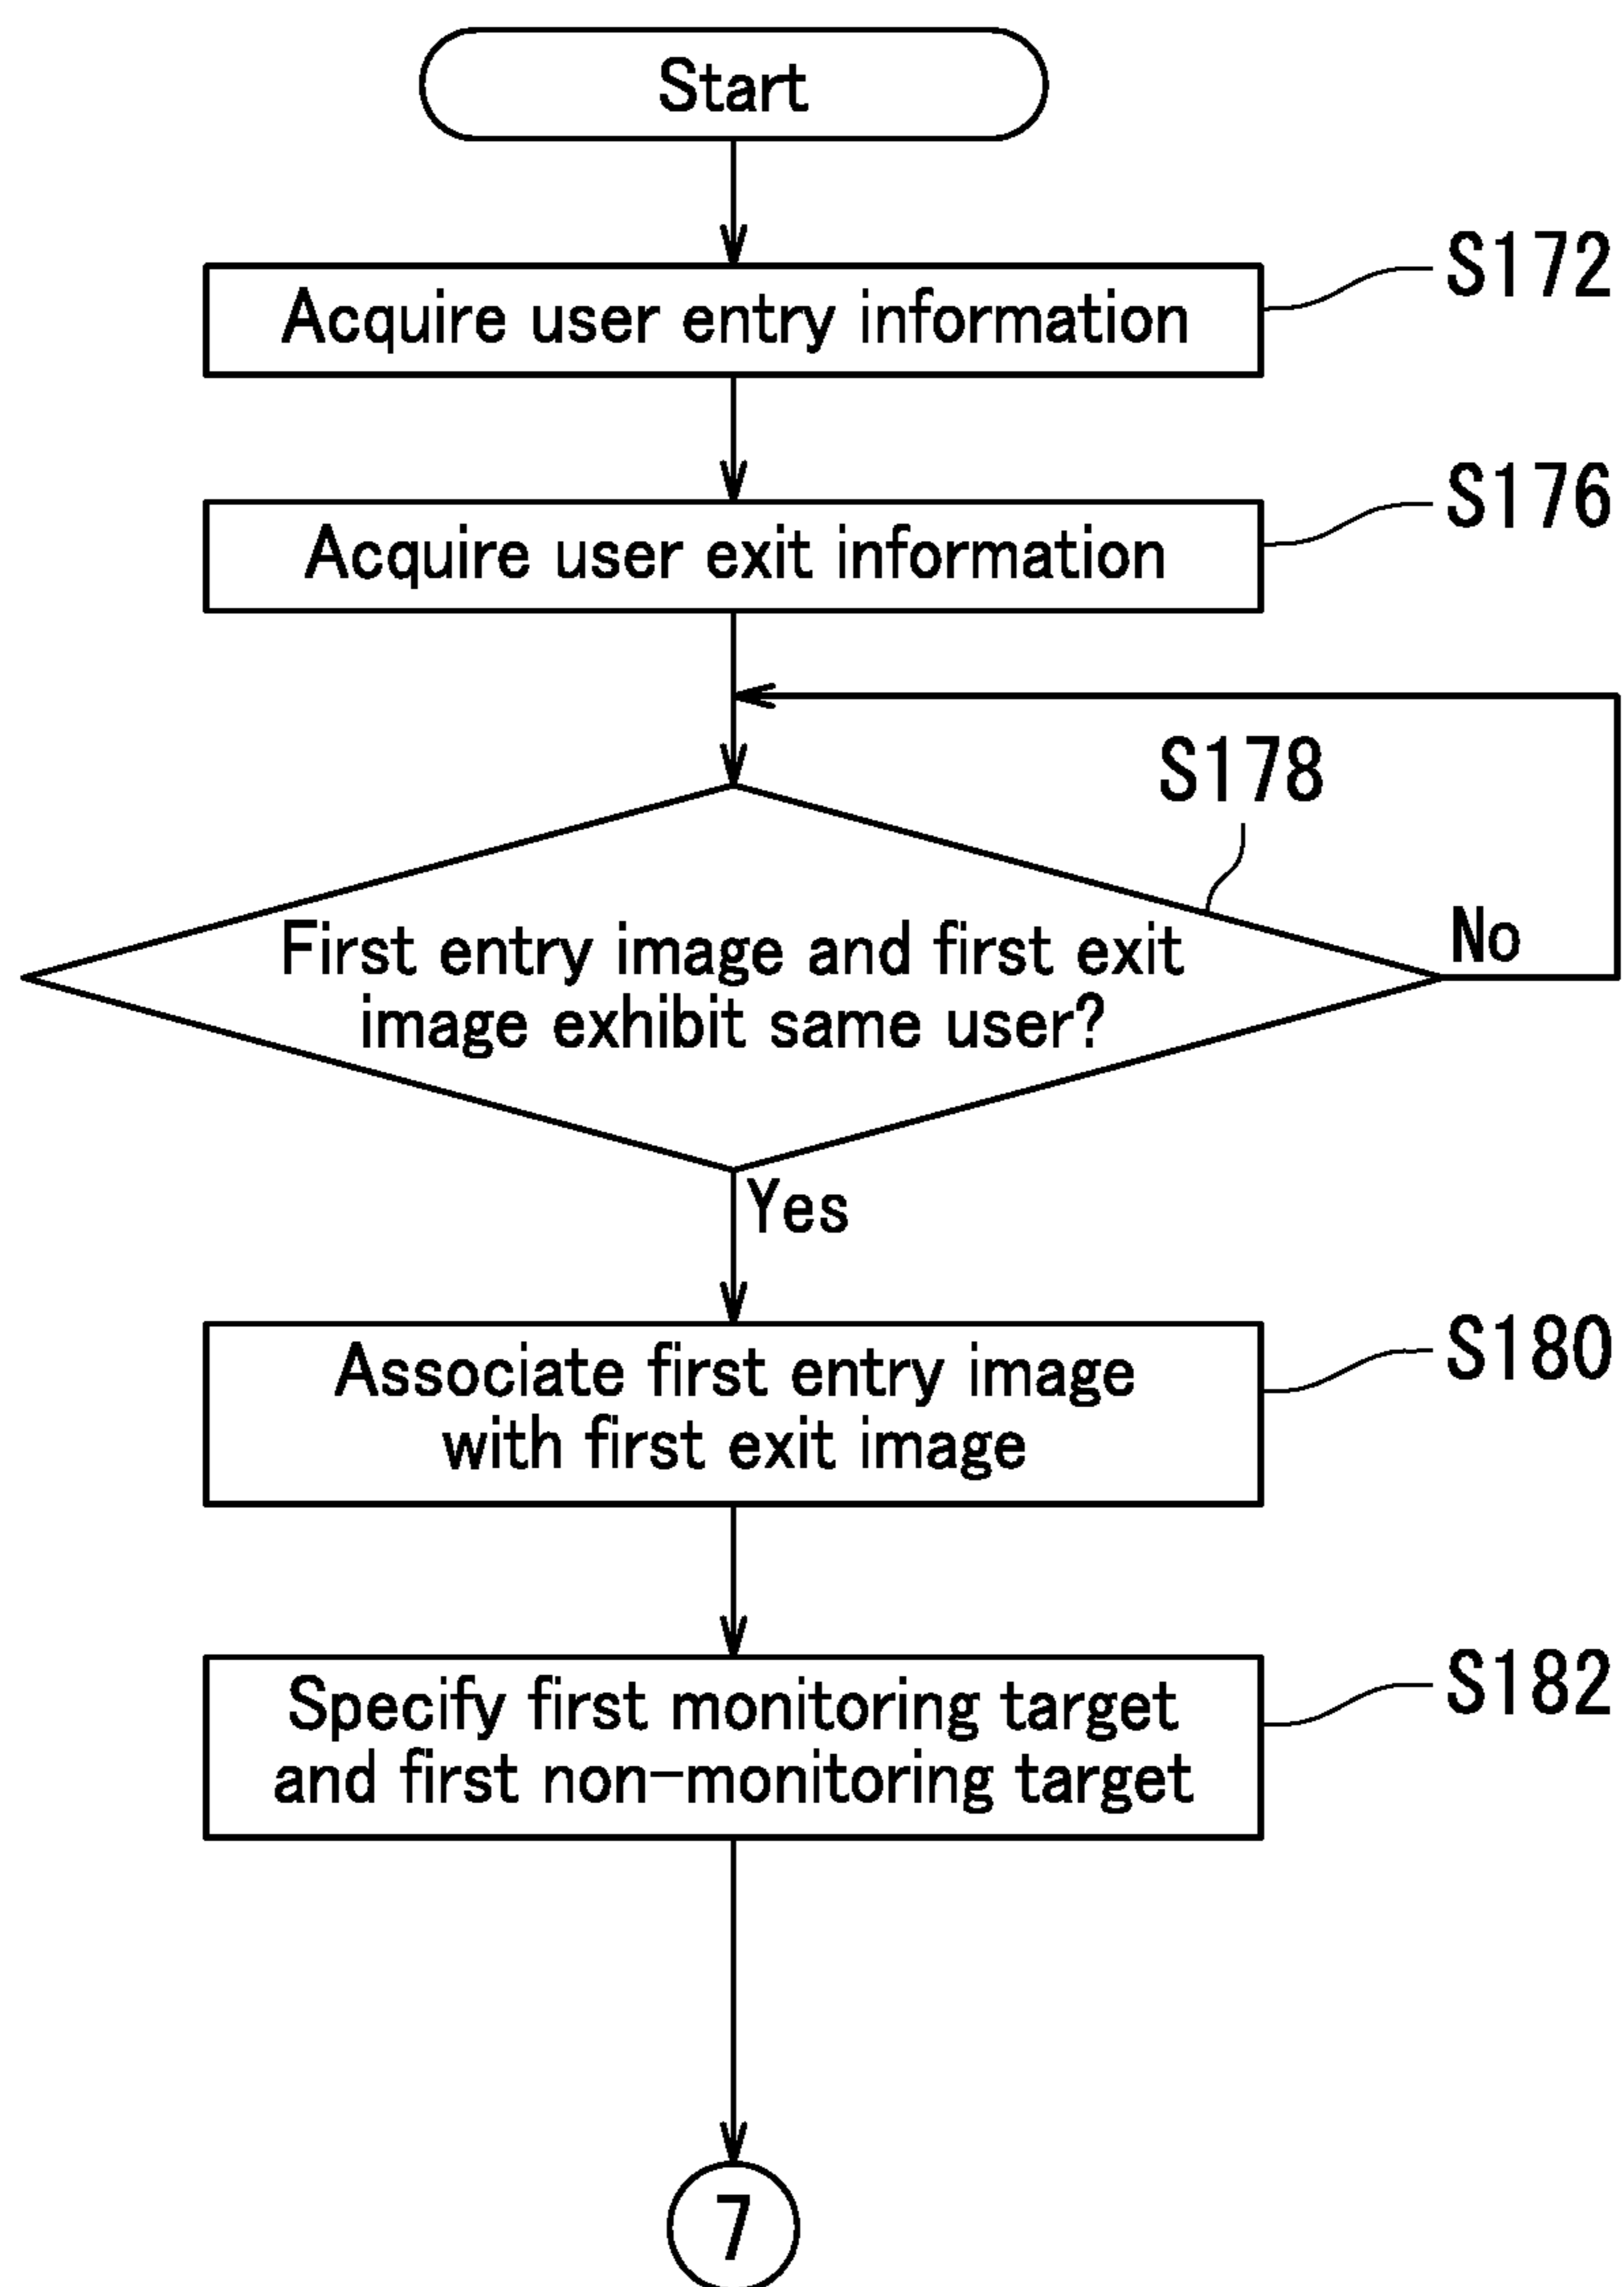 Start
Acquire user entry information
S172
Acquire user exit information
S176
S178
First entry image and first exit
image exhibit same user?
No
Yes
Associate first entry image
with first exit image
S180
Specify first monitoring target
and first non-monitoring target
S182
7